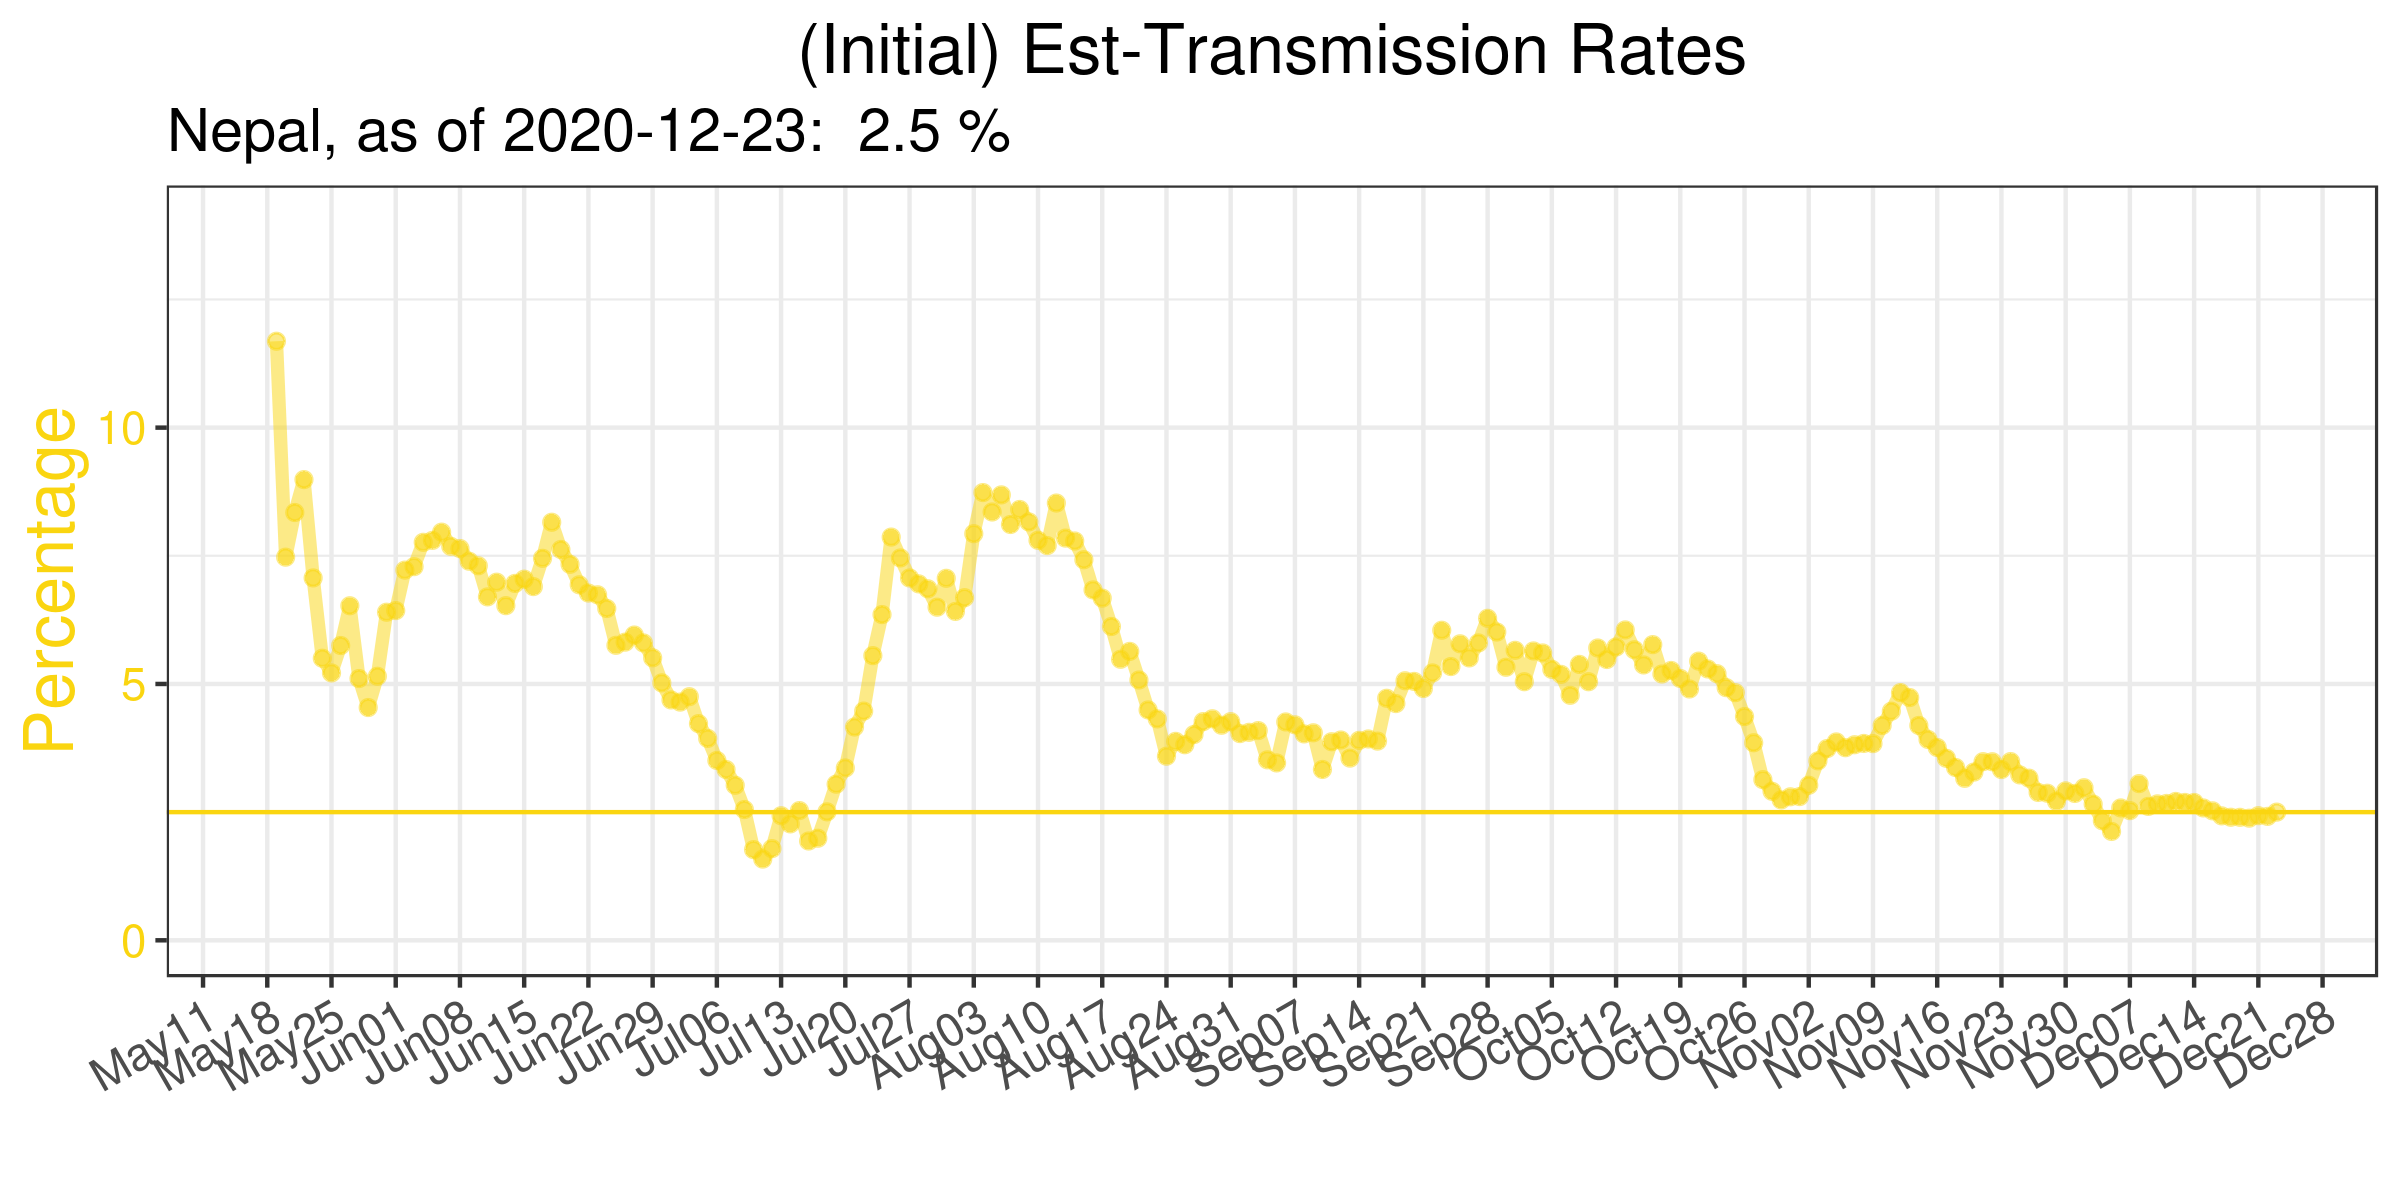 (Initial) Est-Transmission Rates
Nepal, as of 2020-12-23:  2.5 %
Percentage
10
5
0
May11
May18
May25
Jun01
Jun08
Jun15
Jun22
Jun29
Jul06
Jul13
Jul20
Jul27
Aug03
Aug10
Aug17
Aug24
Aug31
Sep07
Sep14
Sep21
Sep28
Oct05
Oct12
Oct19
Oct26
Nov02
Nov09
Nov16
Nov23
Nov30
Dec07
Dec14
Dec21
Dec28